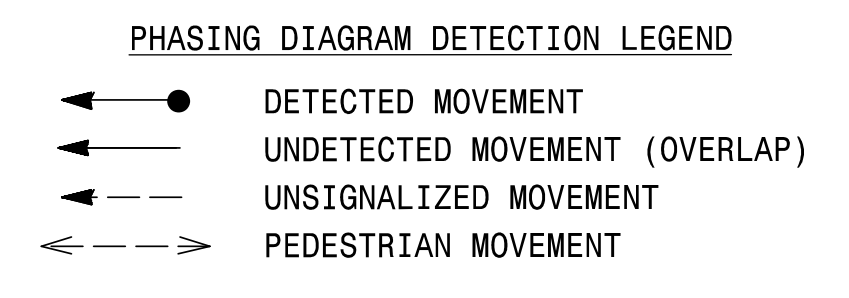 PHASING DIAGRAM DETECTION LEGEND
DETECTED MOVEMENT
UNDETECTED MOVEMENT (OVERLAP)
UNSIGNALIZED MOVEMENT
PEDESTRIAN MOVEMENT